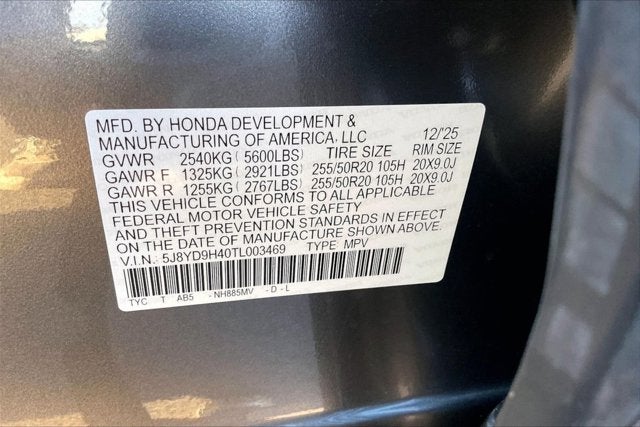 MFD. BY HONDA DEVELOPMENT &
MANUFACTURING OF AMERICA, LLC 12/'25
GVWR 2540KG (5600LBS) TIRE SIZE RIM SIZE
GAWR F 1325KG (2921LBS) 255/50R20 105H 20X9.0J
GAWR R 1255KG (2767LBS) 255/50R20 105H 20X9.0J
THIS VEHICLE CONFORMS TO ALL APPLICABLE
FEDERAL MOTOR VEHICLE SAFETY
AND THEFT PREVENTION STANDARDS IN EFFECT
ON THE DATE OF MANUFACTURE SHOWN ABOVE.
V.I.N.: 5J8YD9H40TL003469 TYPE: MPV
TYC T AB5 -NH885MV -D-L